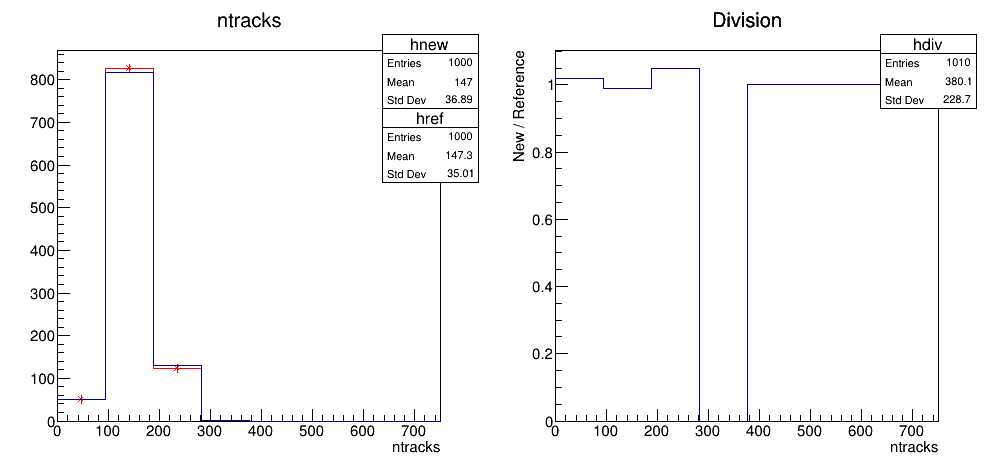 ntracks
hnew
Entries 1000
Mean 147
Std Dev 36.89
href
Entries 1000
Mean 147.3
Std Dev 35.01
800
700
600
500
400
300
200
100
0
0 100 200 300 400 500 600 700
ntracks
Division
hdiv
Entries 1010
Mean 380.1
Std Dev 228.7
New / Reference
1
0.8
0.6
0.4
0.2
0
0 100 200 300 400 500 600 700
ntracks